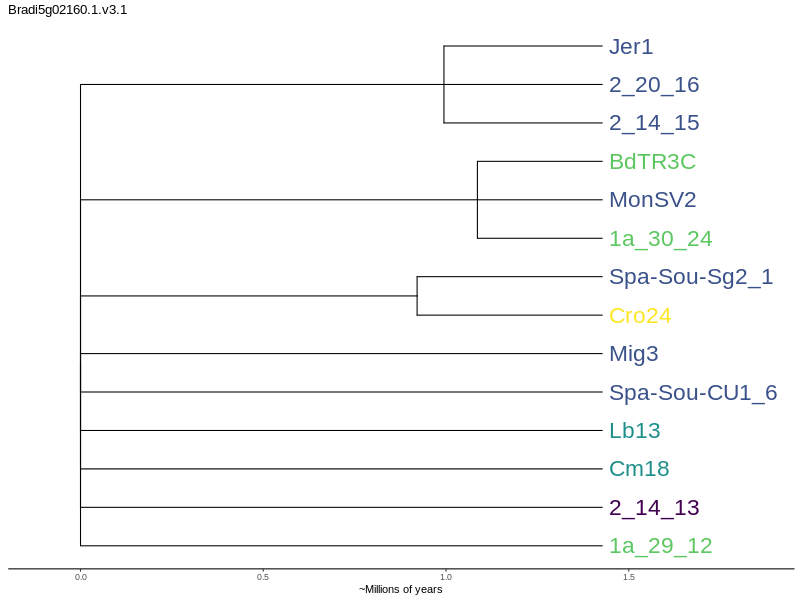 Bradi5g02160.1.v3.1
Jer1
2_20_16
2_14_15
BdTR3C
MonSV2
1a_30_24
Spa-Sou-Sg2_1
Cro24
Mig3
Spa-Sou-CU1_6
Lb13
Cm18
2_14_13
1a_29_12
0.0 0.5 1.0 1.5
~Millions of years